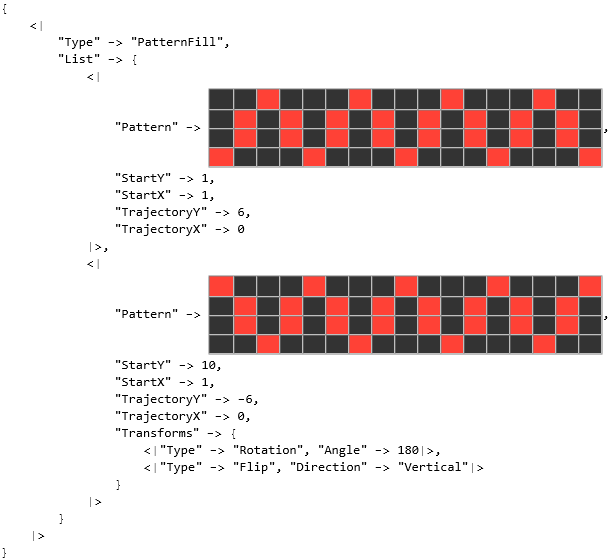 {
<|
"Type" -> "PatternFill",
"List" -> {
<|
"Pattern" -> ,
"StartY" -> 1,
"StartX" -> 1,
"TrajectoryY" -> 6,
"TrajectoryX" -> 0
|>,
<|
"Pattern" -> ,
"StartY" -> 10,
"StartX" -> 1,
"TrajectoryY" -> -6,
"TrajectoryX" -> 0,
"Transforms" -> {
<|"Type" -> "Rotation", "Angle" -> 180|>,
<|"Type" -> "Flip", "Direction" -> "Vertical"|>
}
|>
}
|>
}